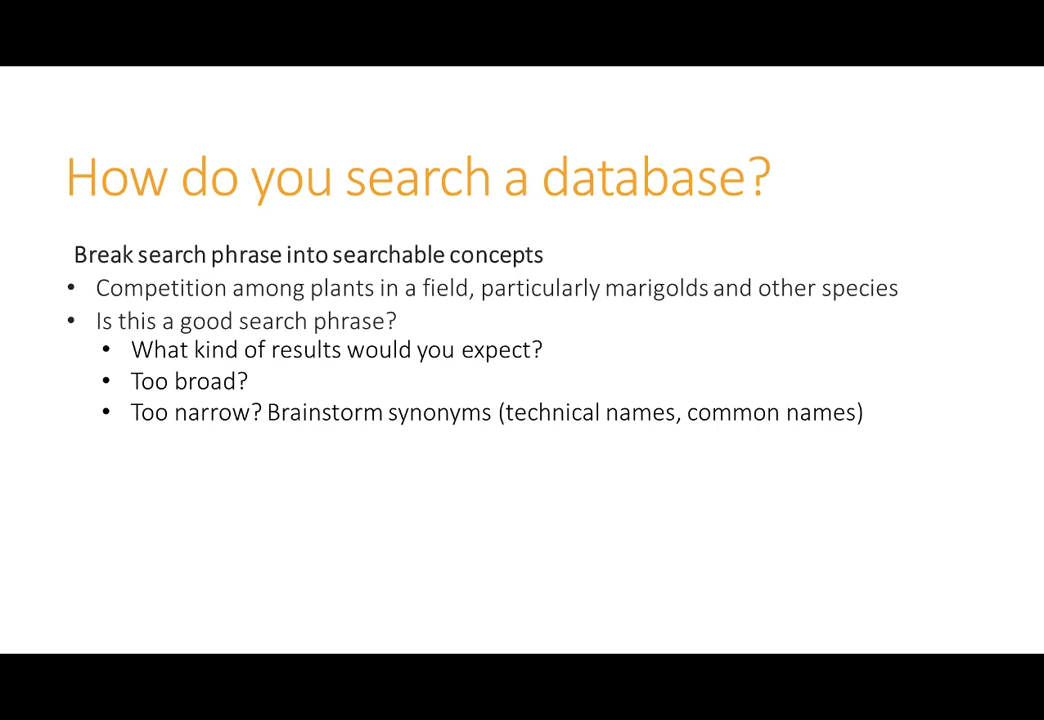 How do you search a database?
Break search phrase into searchable concepts
• Competition among plants in a field, particularly marigolds and other species
• Is this a good search phrase?
• What kind of results would you expect?
• Too broad?
• Too narrow? Brainstorm synonyms (technical names, common names)